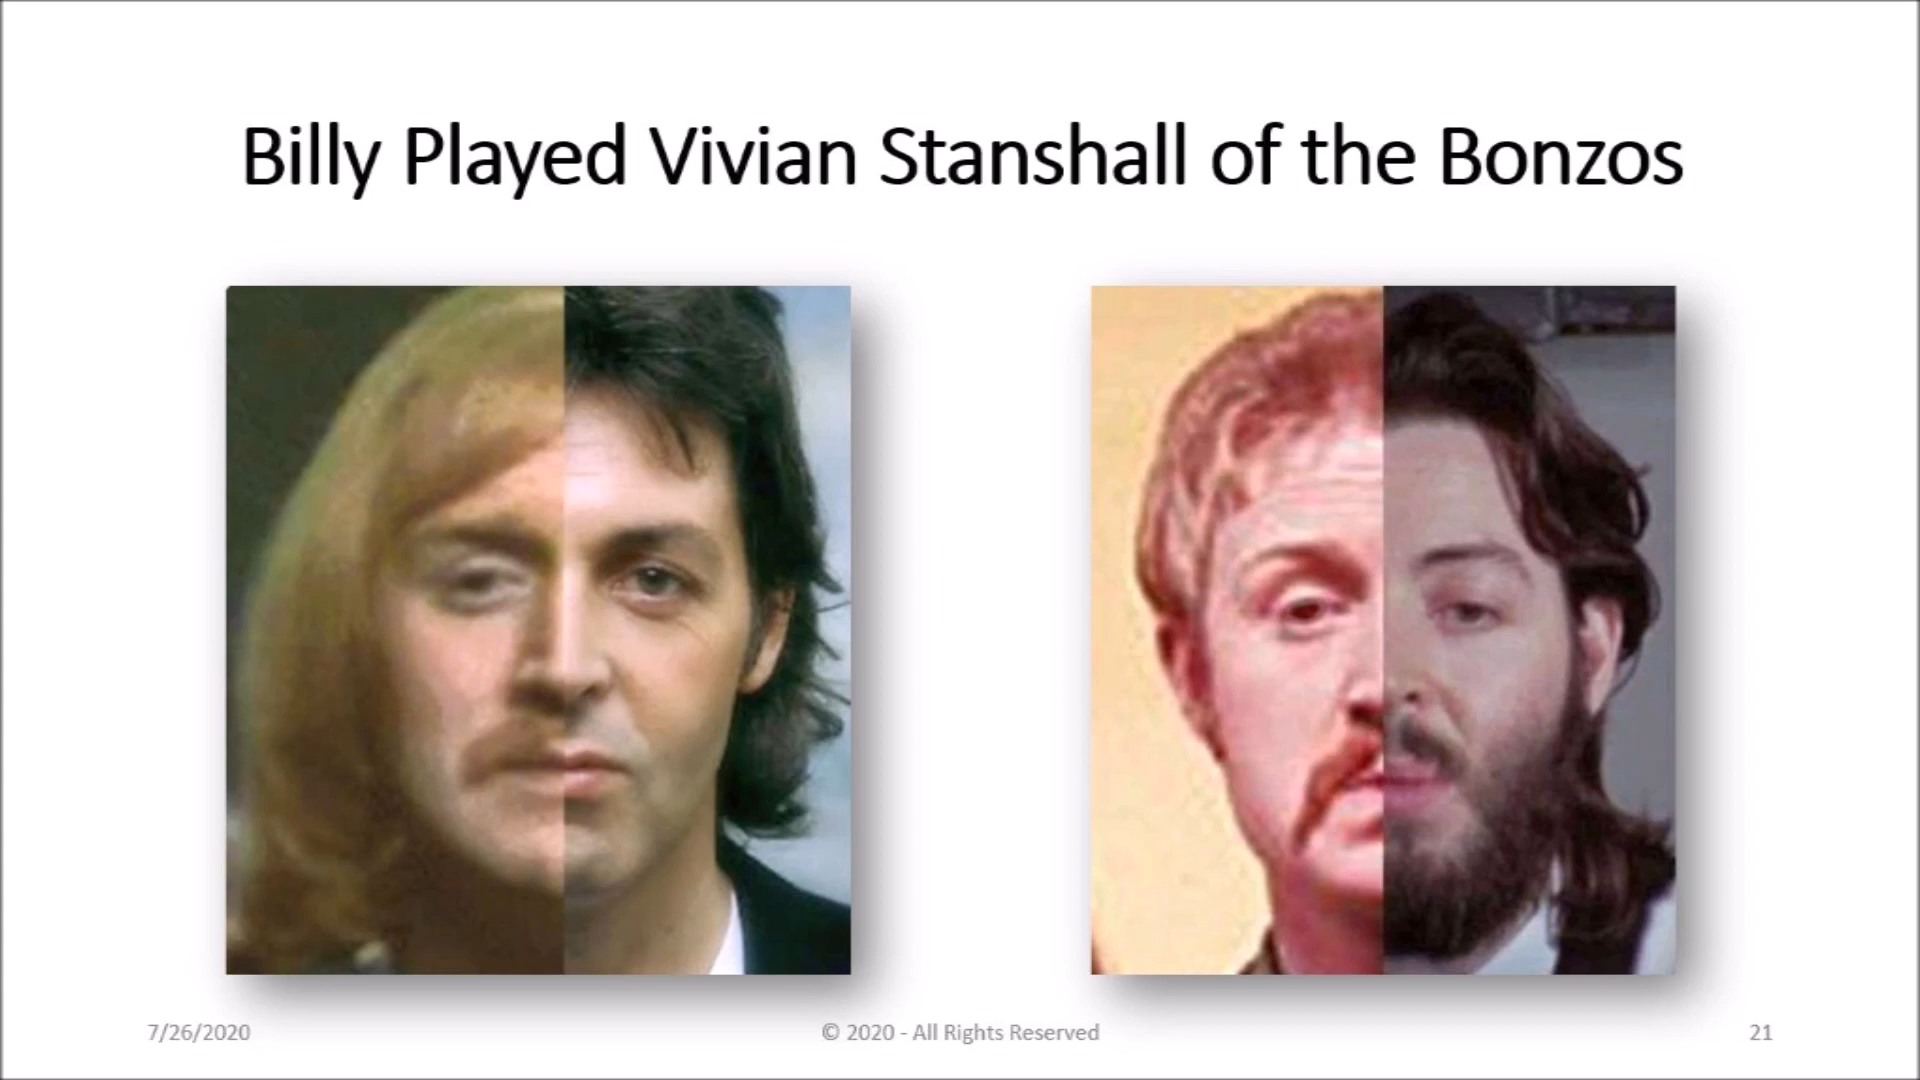 Billy Played Vivian Stanshall of the Bonzos
7/26/2020
© 2020 - All Rights Reserved
21